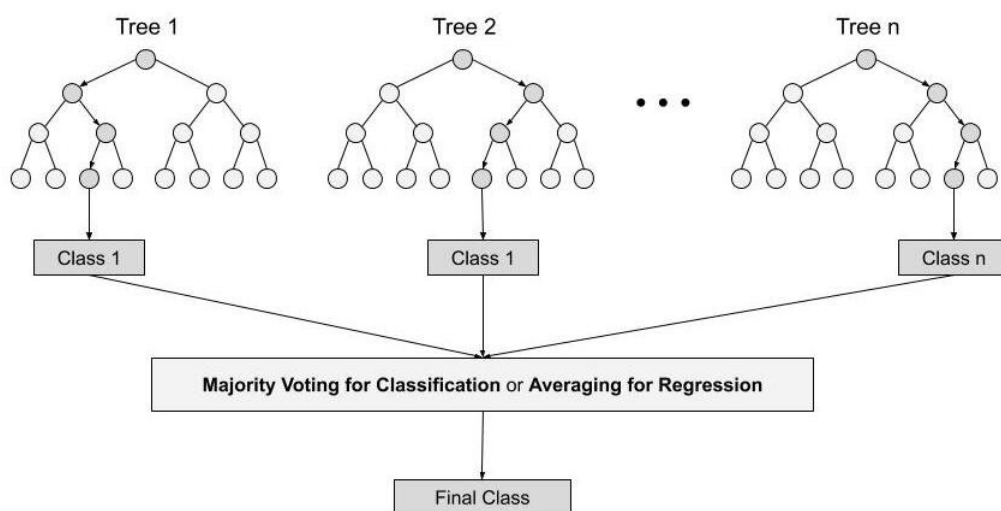 Tree 1
Tree 2
Tree n
Class 1
Class 1
Class n
Majority Voting for Classification or Averaging for Regression
Final Class